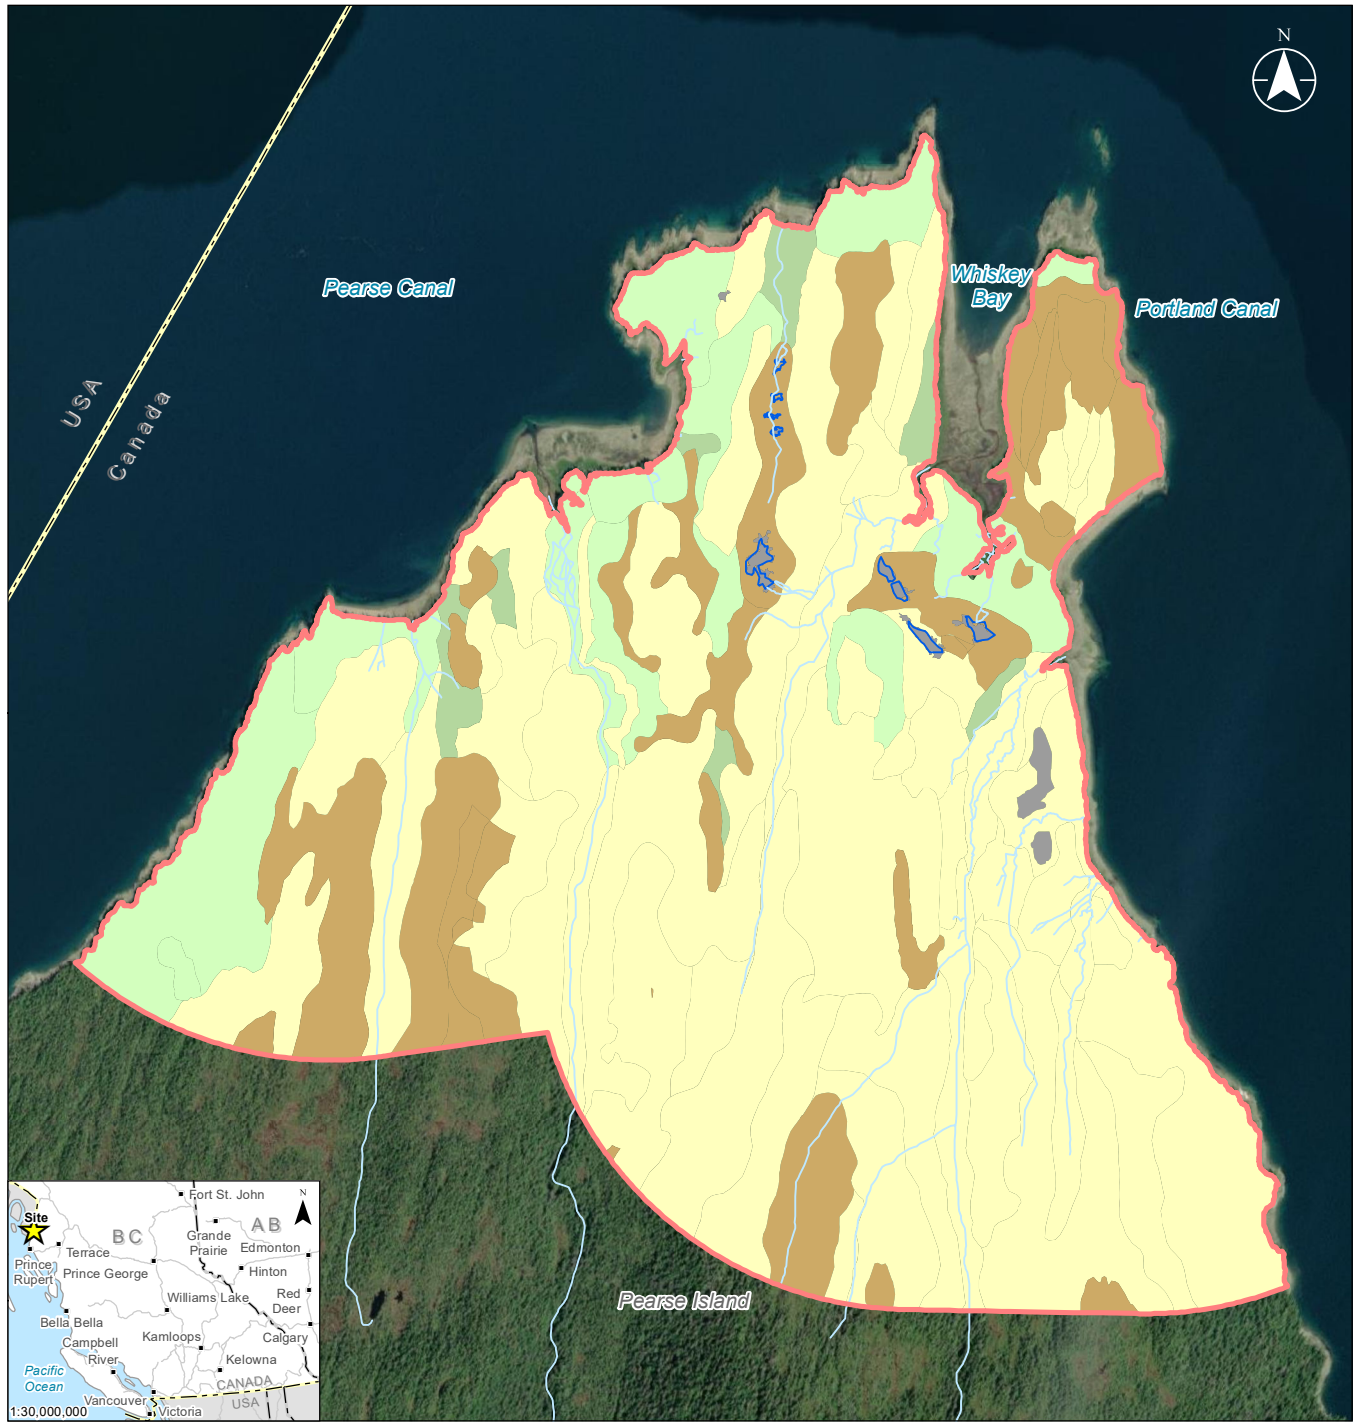 N
Pearse Canal
Whiskey
Bay
Portland Canal
USA
Canada
Pearse Island
N
Fort St. John
Site
BC
AB
Grande
Prairie
Edmonton
Terrace
Prince
Rupert
Prince George
Hinton
Williams Lake
Red
Deer
Bella Bella
Campbell
River
Kamloops
Calgary
Kelowna
Pacific
Ocean
CANADA
USA
Vancouver
Victoria
1:30,000,000